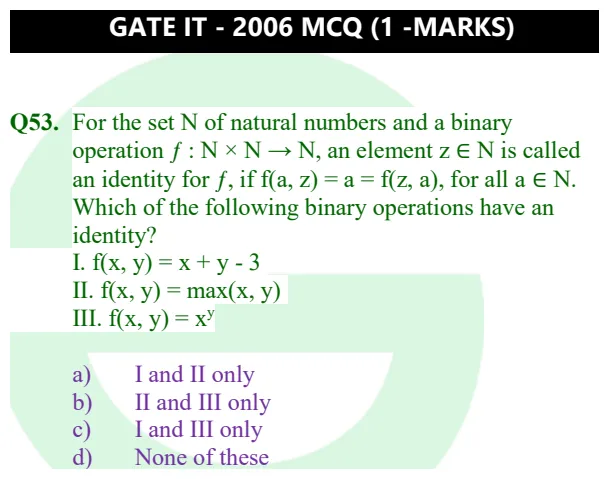 GATE IT - 2006 MCQ (1 -MARKS)
Q53. For the set N of natural numbers and a binary
operation ƒ : N × N → N, an element z ∈ N is called
an identity for ƒ, if f(a, z) = a = f(z, a), for all a ∈ N.
Which of the following binary operations have an
identity?
I. f(x, y) = x + y - 3
II. f(x, y) = max(x, y)
III. f(x, y) = xʸ
a) I and II only
b) II and III only
c) I and III only
d) None of these